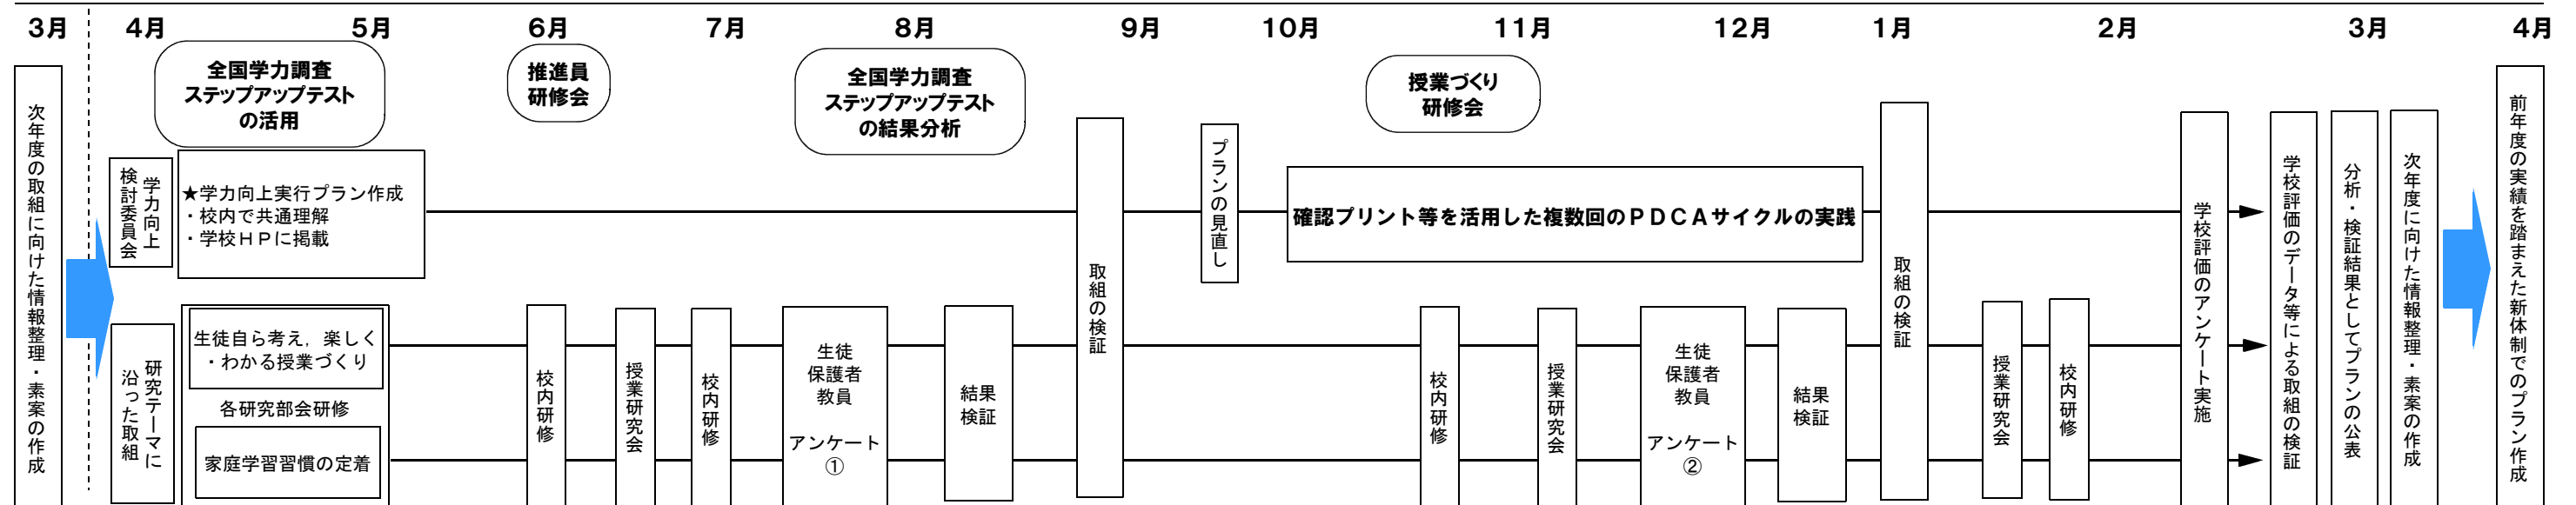 3月
4月
5月
6月
7月
8月
9月
10月
11月
12月
1月
2月
3月
4月
全国学力調査
ステップアップテスト
の活用
推進員
研修会
全国学力調査
ステップアップテスト
の結果分析
授業づくり
研修会
次年度の取組に向けた情報整理・素案の作成
学力向上
検討委員会
★学力向上実行プラン作成
・校内で共通理解
・学校ＨＰに掲載
研究テーマに
沿った取組
生徒自ら考え，楽しく
・わかる授業づくり
各研究部会研修
家庭学習習慣の定着
校内研修
授業研究会
校内研修
生徒
保護者
教員
アンケート
①
結果
検証
取組の検証
プランの見直し
確認プリント等を活用した複数回のＰＤＣＡサイクルの実践
校内研修
授業研究会
生徒
保護者
教員
アンケート
②
結果
検証
取組の検証
授業研究会
校内研修
学校評価のアンケート実施
学校評価のデータ等による取組の検証
分析・検証結果としてプランの公表
次年度に向けた情報整理・素案の作成
前年度の実績を踏まえた新体制でのプラン作成